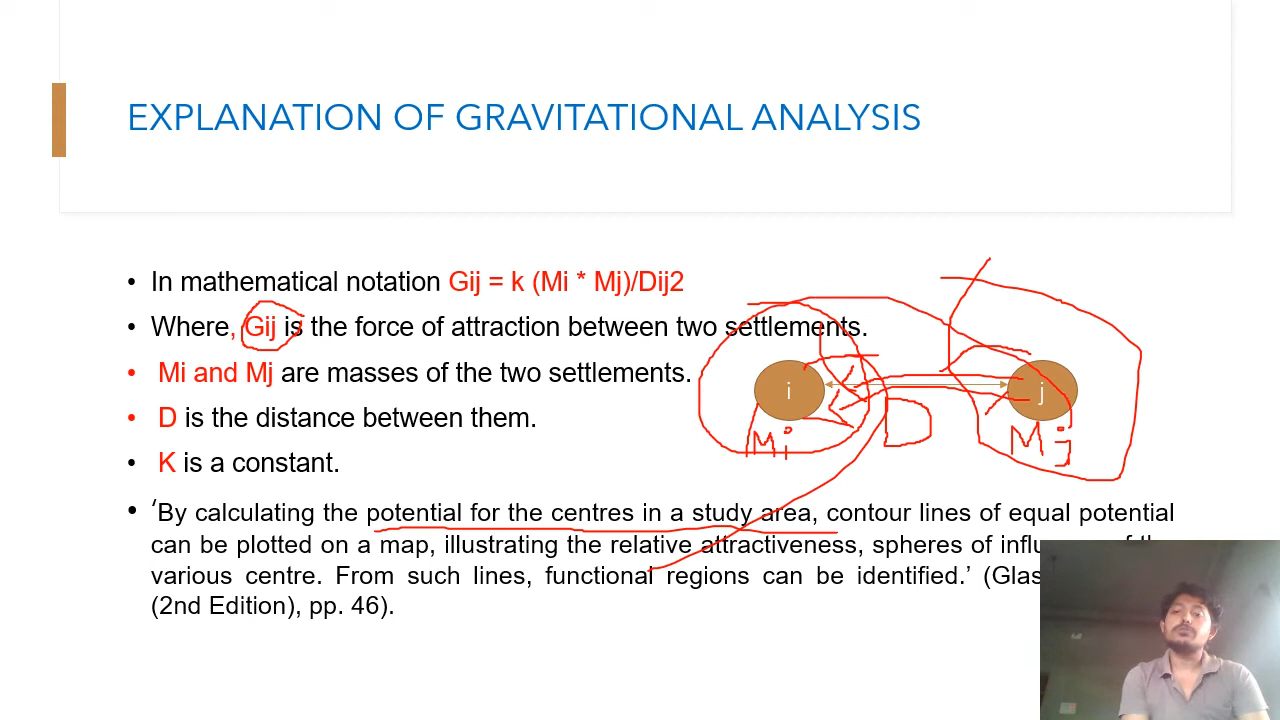 EXPLANATION OF GRAVITATIONAL ANALYSIS
• In mathematical notation Gij = k (Mi * Mj)/Dij2
• Where, Gij is the force of attraction between two settlements.
• Mi and Mj are masses of the two settlements.
• D is the distance between them.
• K is a constant.
i
j
Mi
D
Mj
• ‘By calculating the potential for the centres in a study area, contour lines of equal potential
can be plotted on a map, illustrating the relative attractiveness, spheres of
various centre. From such lines, functional regions can be identified.’
(2nd Edition), pp. 46).